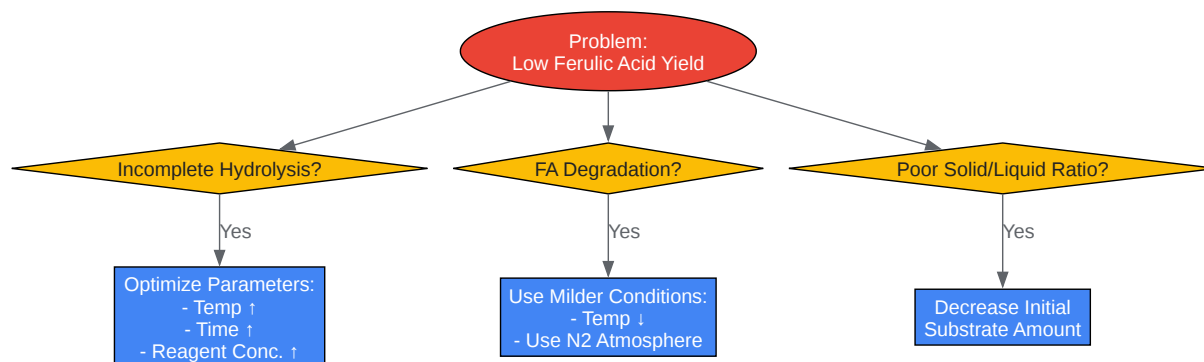 Problem:
Low Ferulic Acid Yield
Incomplete Hydrolysis?
FA Degradation?
Poor Solid/Liquid Ratio?
Yes
Yes
Yes
Optimize Parameters:
- Temp ↑
- Time ↑
- Reagent Conc. ↑
Use Milder Conditions:
- Temp ↓
- Use N2 Atmosphere
Decrease Initial
Substrate Amount